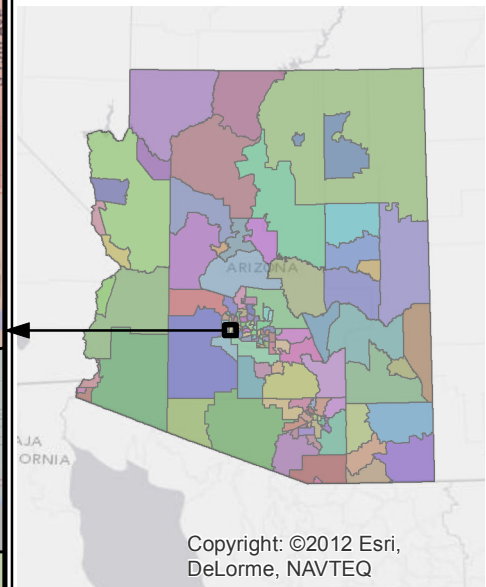 ARIZONA
AJA
ORNIA
Copyright: ©2012 Esri,
DeLorme, NAVTEQ